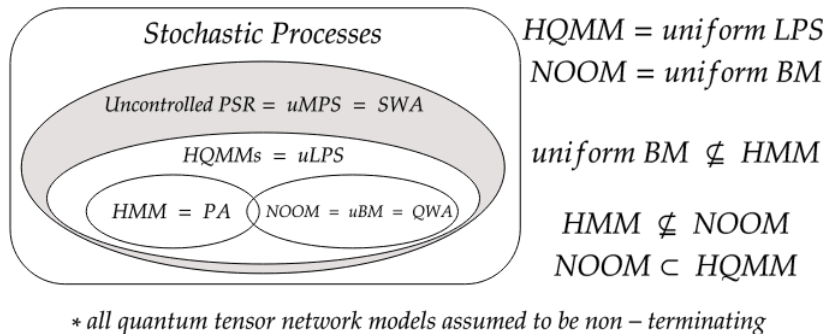 Stochastic Processes
Uncontrolled PSR = uMPS = SWA
HQMMs = uLPS
HMM = PA
NOOM = uBM = QWA
HQMM = uniform LPS
NOOM = uniform BM
uniform BM ⊈ HMM
HMM ⊈ NOOM
NOOM ⊂ HQMM
* all quantum tensor network models assumed to be non – terminating